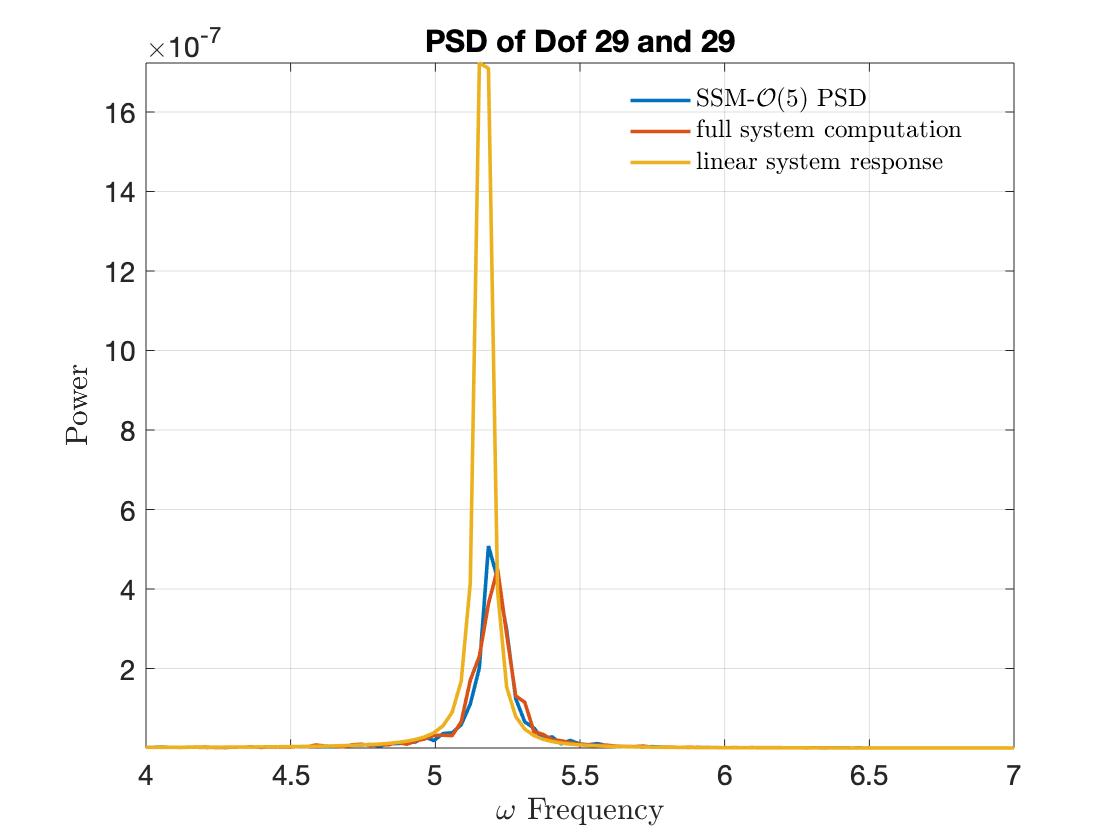 ×10⁻⁷
PSD of Dof 29 and 29
SSM-𝒪(5) PSD
full system computation
linear system response
16
14
12
10
8
6
4
2
Power
4 4.5 5 5.5 6 6.5 7
ω Frequency